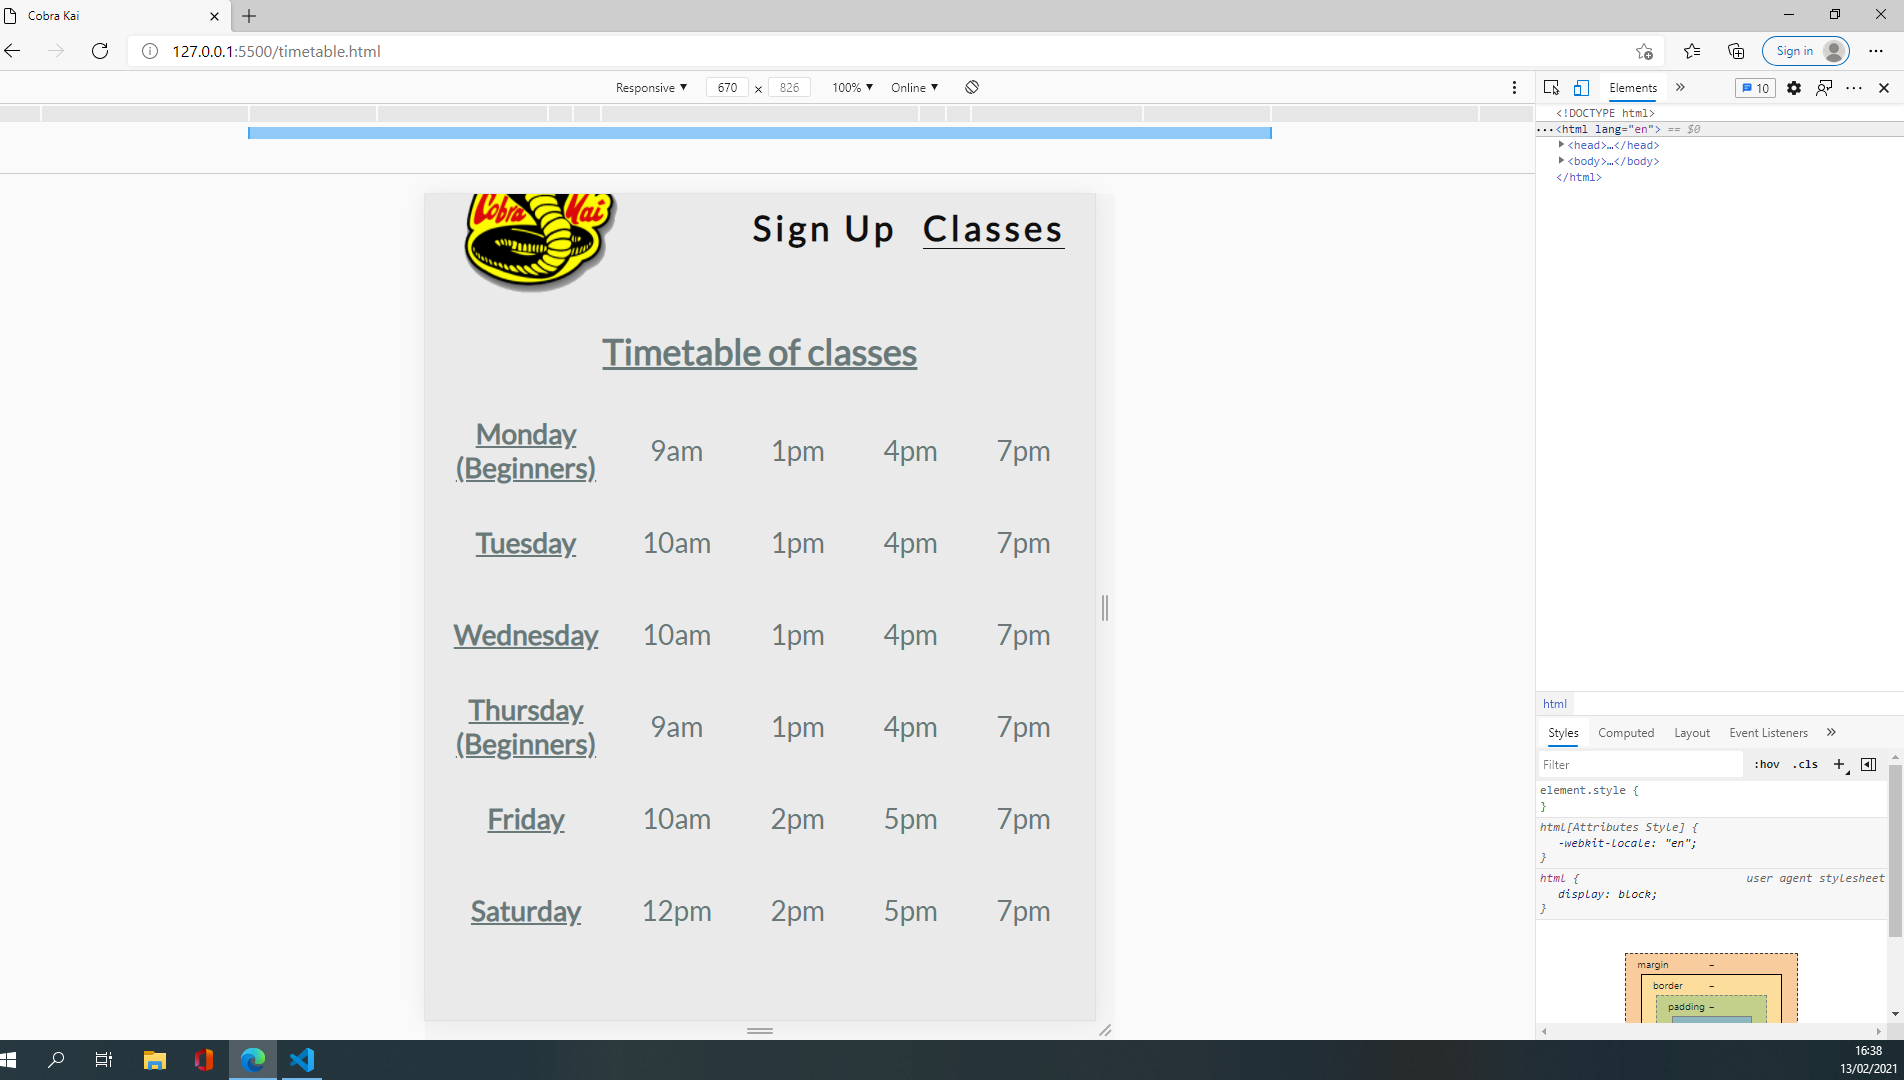 Cobra Kai
127.0.0.1:5500/timetable.html
Sign in
Responsive 670 x 826 100% Online
Elements 10
<!DOCTYPE html>
···<html lang="en"> == $0
<head>…</head>
<body>…</body>
</html>
Cobra Kai
Sign Up Classes
Timetable of classes
Monday (Beginners) 9am 1pm 4pm 7pm
Tuesday 10am 1pm 4pm 7pm
Wednesday 10am 1pm 4pm 7pm
Thursday (Beginners) 9am 1pm 4pm 7pm
Friday 10am 2pm 5pm 7pm
Saturday 12pm 2pm 5pm 7pm
html
Styles Computed Layout Event Listeners
Filter :hov .cls +
element.style {
}
html[Attributes Style] {
-webkit-locale: "en";
}
html { user agent stylesheet
display: block;
}
margin –
border –
padding –
16:38
13/02/2021